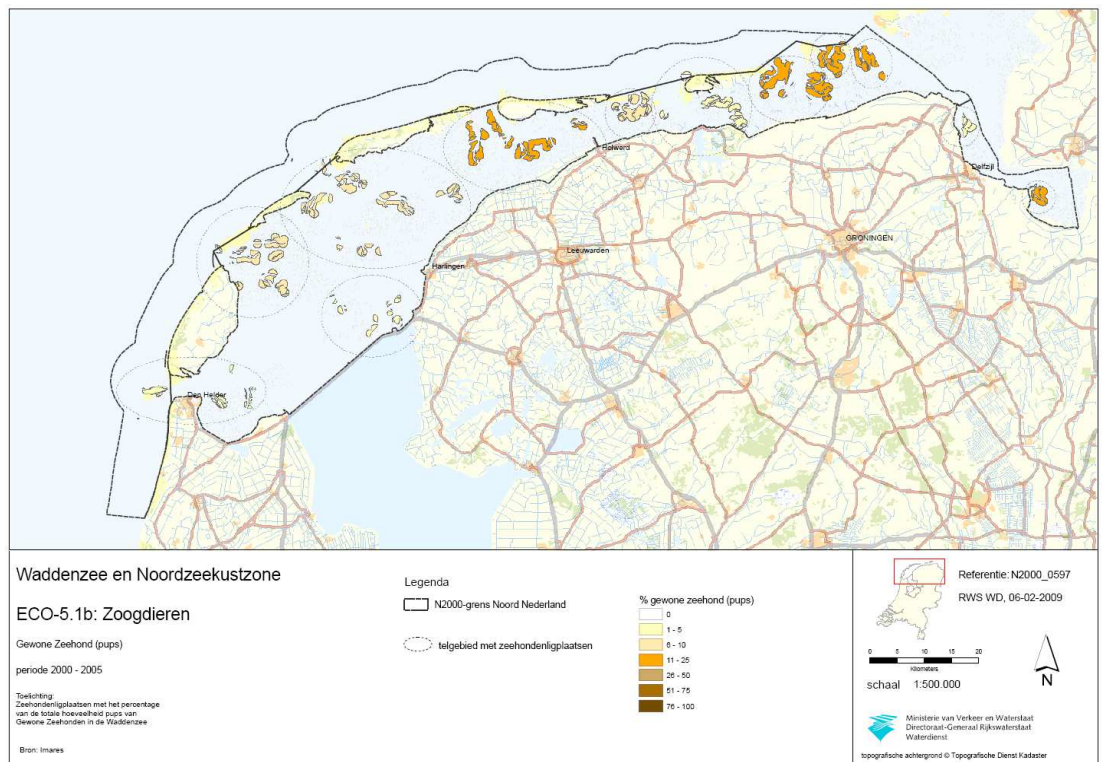 Holwerd
Delfzijl
GRONINGEN
Leeuwarden
Harlingen
Den Helder
Waddenzee en Noordzeekustzone
ECO-5.1b: Zoogdieren
Gewone Zeehond (pups)
periode 2000 - 2005
Toelichting:
Zeehondenligplaatsen met het percentage
van de totale hoeveelheid pups van
Gewone Zeehonden in de Waddenzee
Bron: Imares
Legenda
N2000-grens Noord Nederland
telgebied met zeehondenligplaatsen
% gewone zeehond (pups)
0
1 - 5
6 - 10
11 - 25
26 - 50
51 - 75
76 - 100
Referentie: N2000_0597
RWS WD, 06-02-2009
0 5 10 15 20
Kilometers
schaal 1:500.000
N
Ministerie van Verkeer en Waterstaat
Directoraat-Generaal Rijkswaterstaat
Waterdienst
topografische achtergrond © Topografische Dienst Kadaster